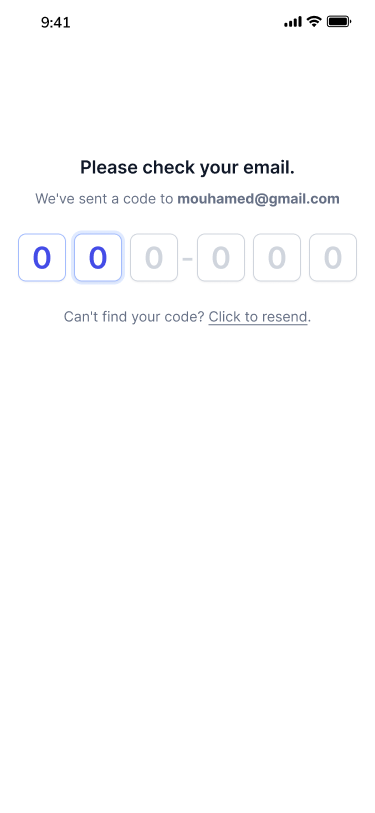 9:41
Please check your email.
We've sent a code to mouhamed@gmail.com
0 0 0 - 0 0 0
Can't find your code? Click to resend.